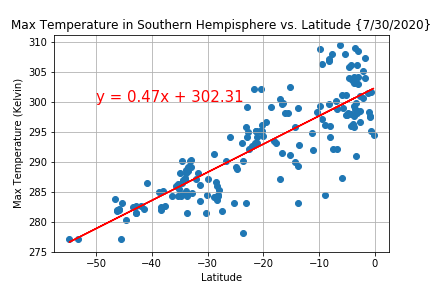 Max Temperature in Southern Hempisphere vs. Latitude {7/30/2020}
310
305
300
295
290
285
280
275
Max Temperature (Kelvin)
y = 0.47x + 302.31
−50 −40 −30 −20 −10 0
Latitude